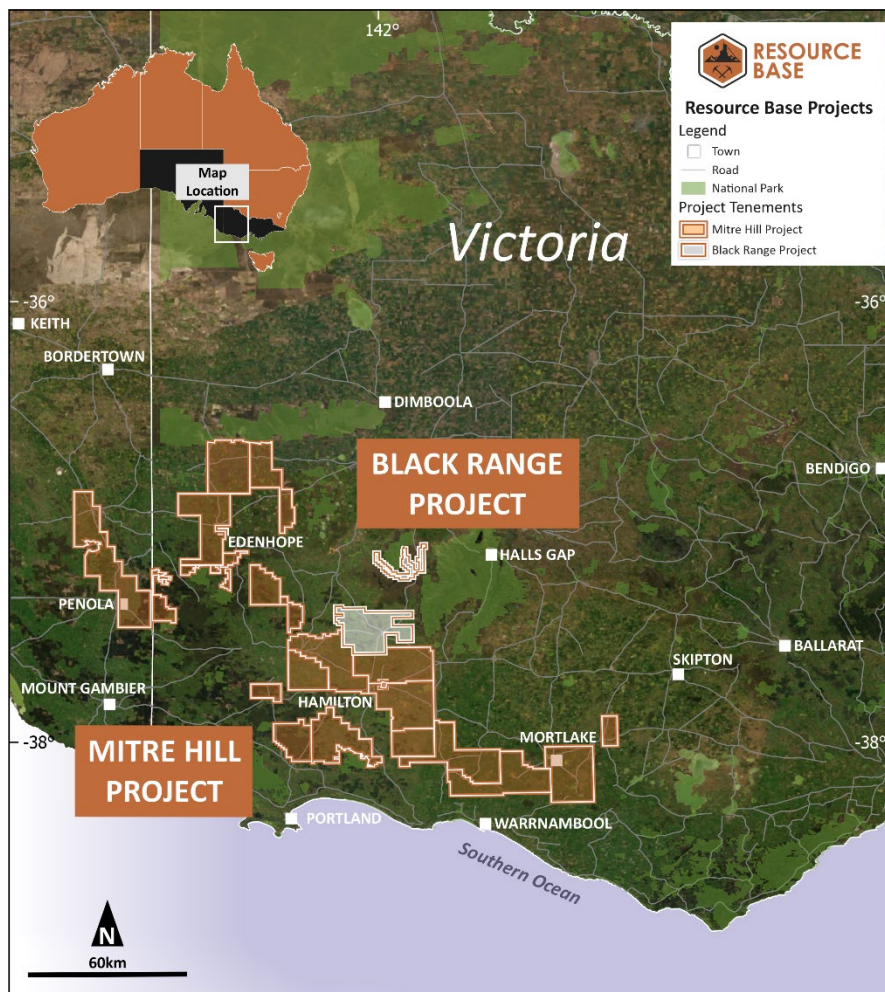 142°
RESOURCE
BASE
Resource Base Projects
Legend
Town
Road
National Park
Project Tenements
Mitre Hill Project
Black Range Project
Map
Location
Victoria
-36°
-36°
KEITH
BORDERTOWN
DIMBOOLA
BLACK RANGE
PROJECT
BENDIGO
EDENHOPE
HALLS GAP
PENOLA
BALLARAT
SKIPTON
MOUNT GAMBIER
HAMILTON
MORTLAKE
-38°
-38°
MITRE HILL
PROJECT
PORTLAND
WARRNAMBOOL
Southern Ocean
N
60km